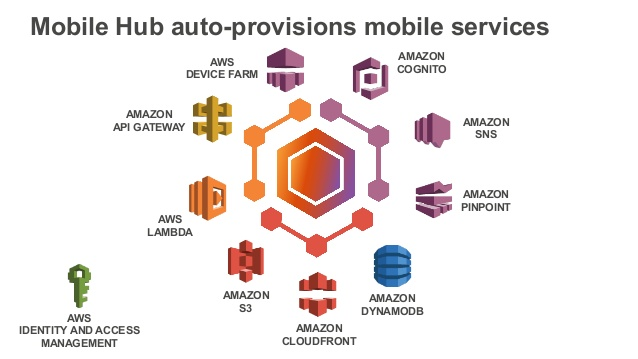 Mobile Hub auto-provisions mobile services
AWS
DEVICE FARM
AMAZON
COGNITO
AMAZON
API GATEWAY
AMAZON
SNS
AMAZON
PINPOINT
AWS
LAMBDA
AMAZON
S3
AMAZON
DYNAMODB
AMAZON
CLOUDFRONT
AWS
IDENTITY AND ACCESS
MANAGEMENT